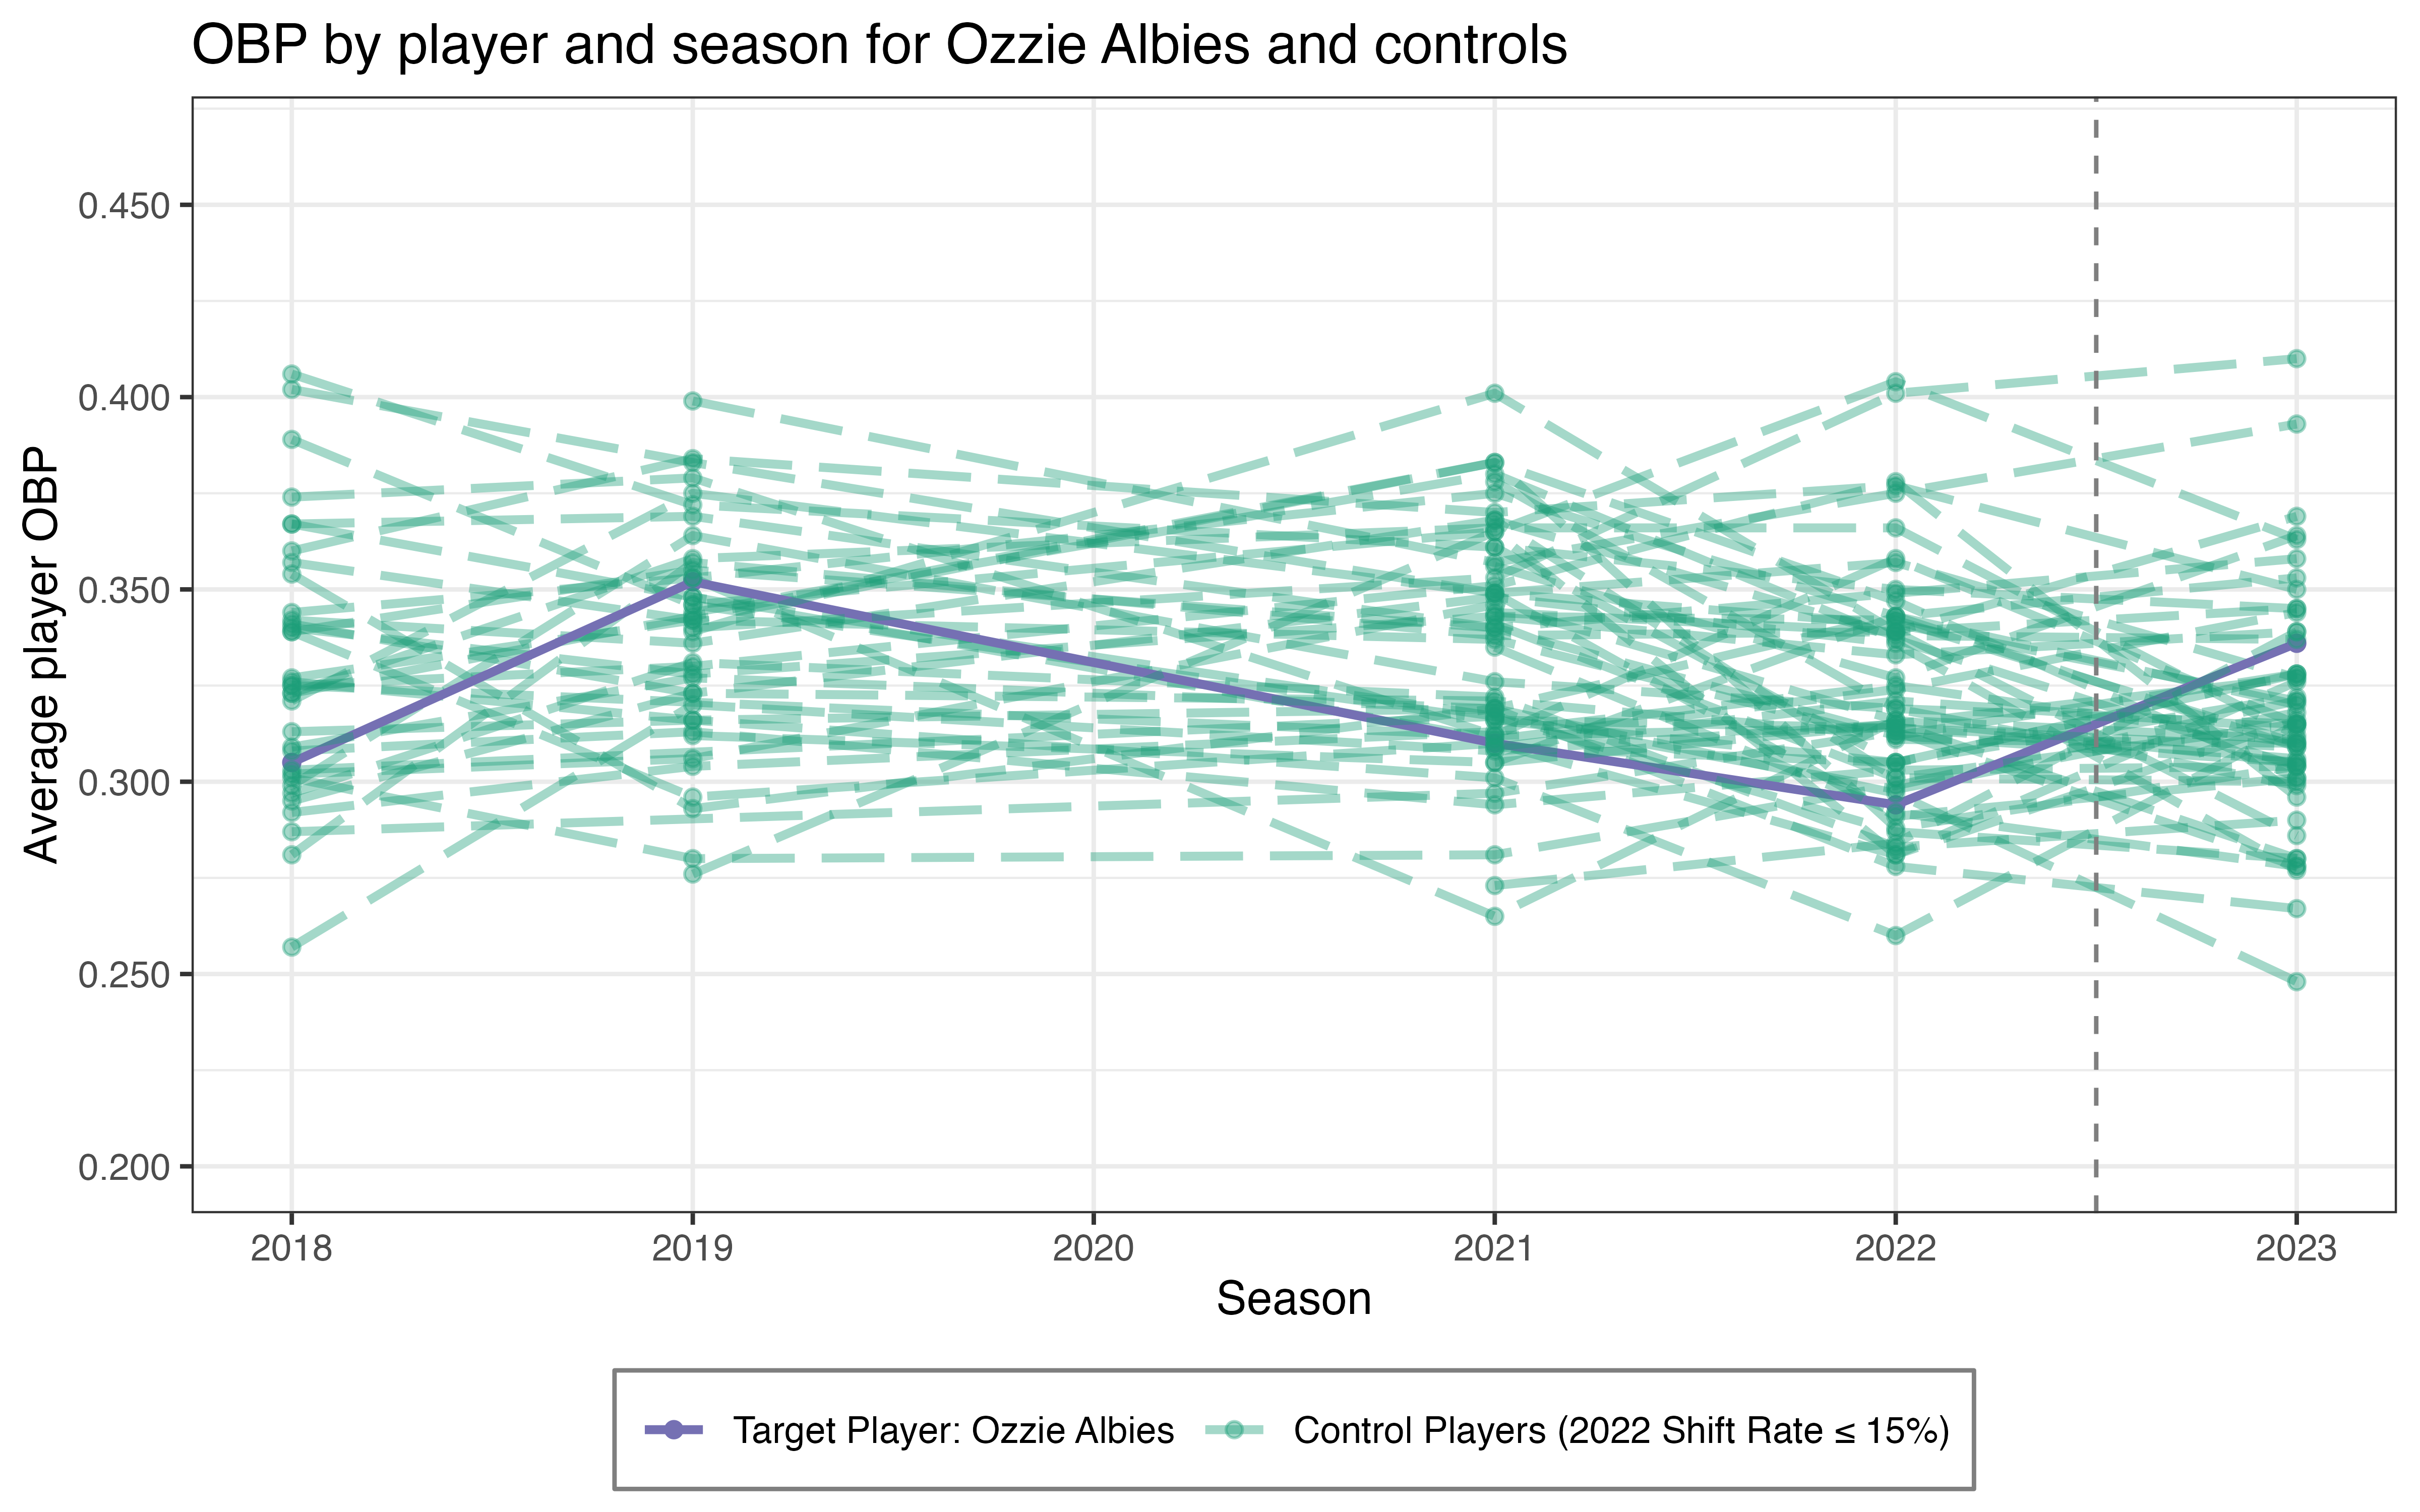 OBP by player and season for Ozzie Albies and controls
Average player OBP
0.450
0.400
0.350
0.300
0.250
0.200
2018 2019 2020 2021 2022 2023
Season
Target Player: Ozzie Albies Control Players (2022 Shift Rate ≤ 15%)